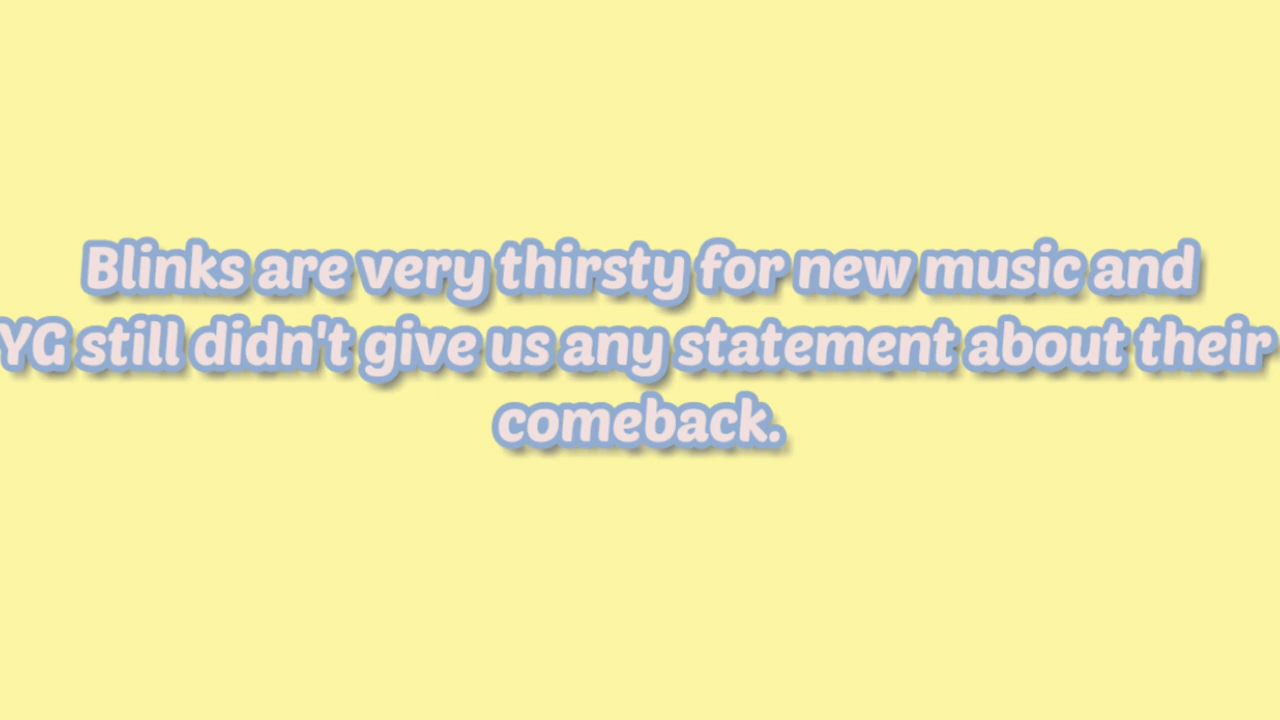 Blinks are very thirsty for new music and
YG still didn't give us any statement about their
comeback.